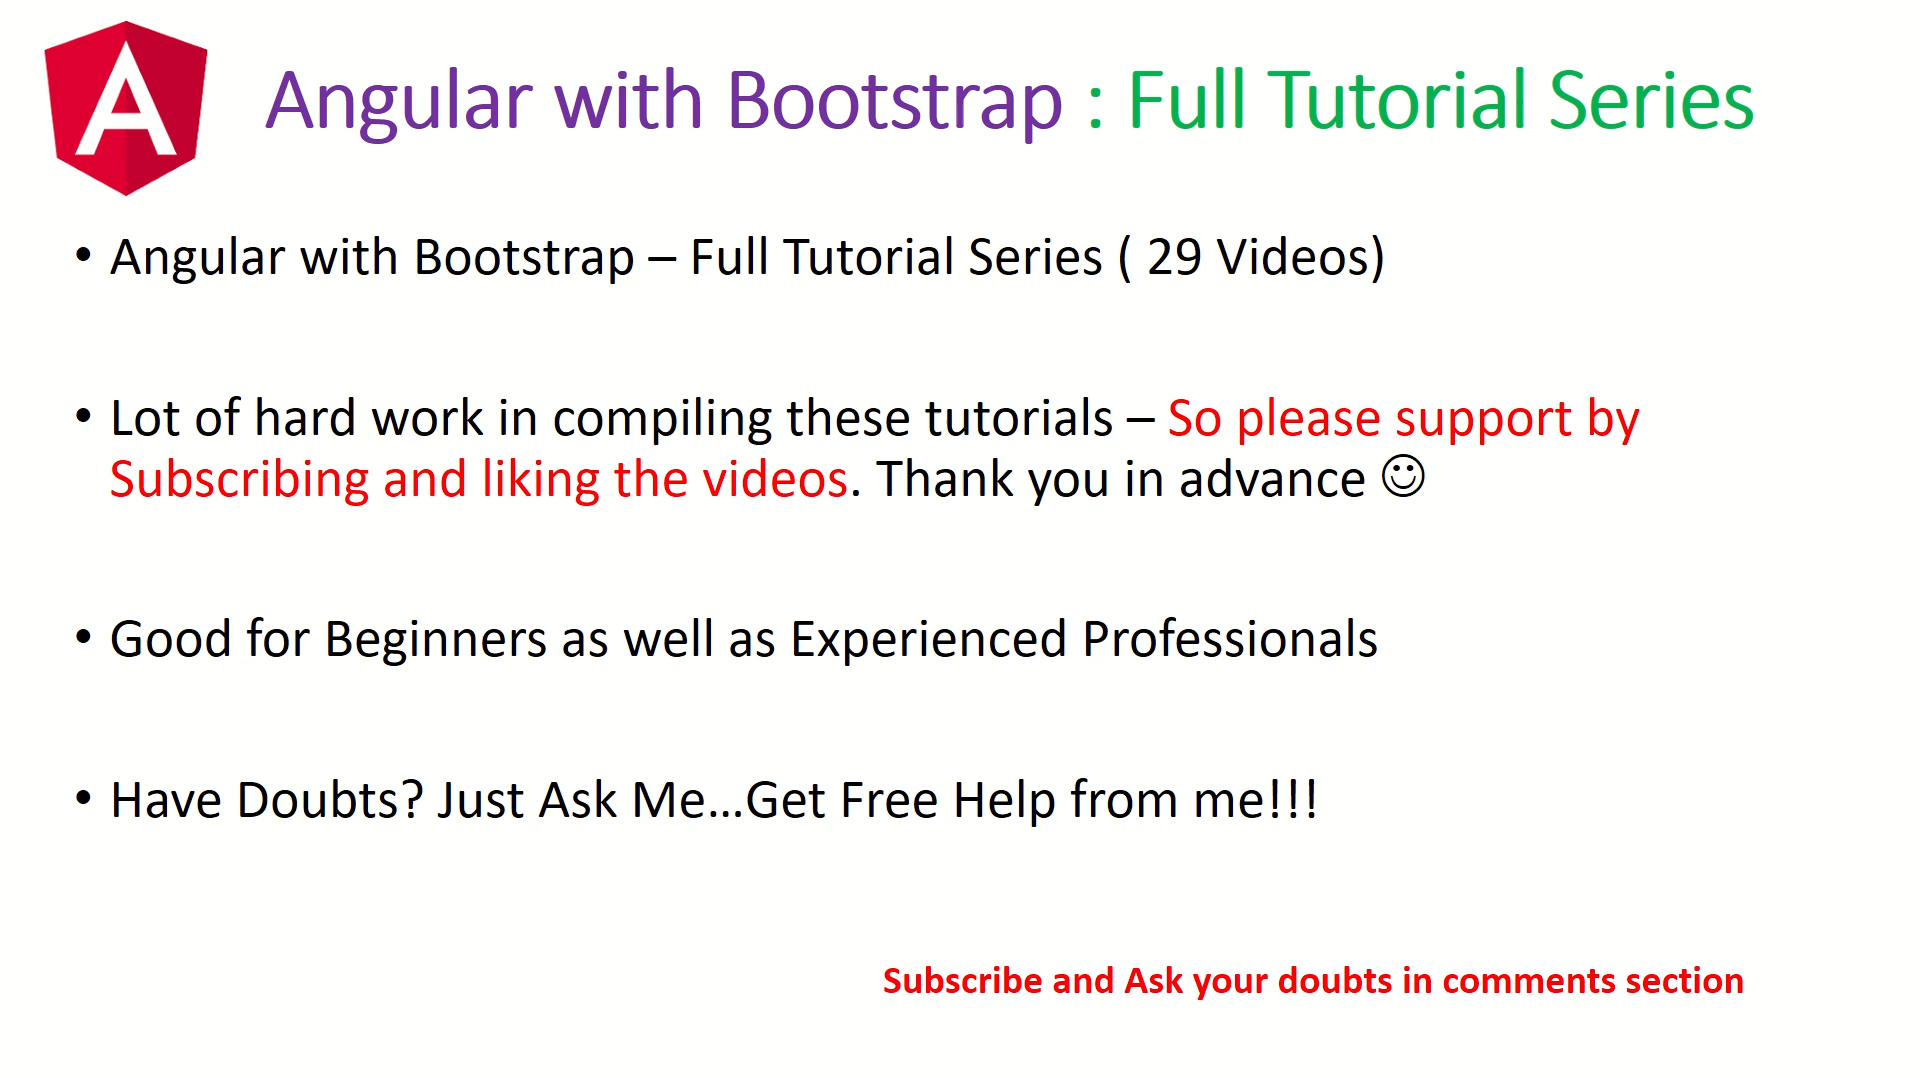 Angular with Bootstrap : Full Tutorial Series
• Angular with Bootstrap – Full Tutorial Series ( 29 Videos)
• Lot of hard work in compiling these tutorials – So please support by
Subscribing and liking the videos. Thank you in advance ☺
• Good for Beginners as well as Experienced Professionals
• Have Doubts? Just Ask Me...Get Free Help from me!!!
Subscribe and Ask your doubts in comments section